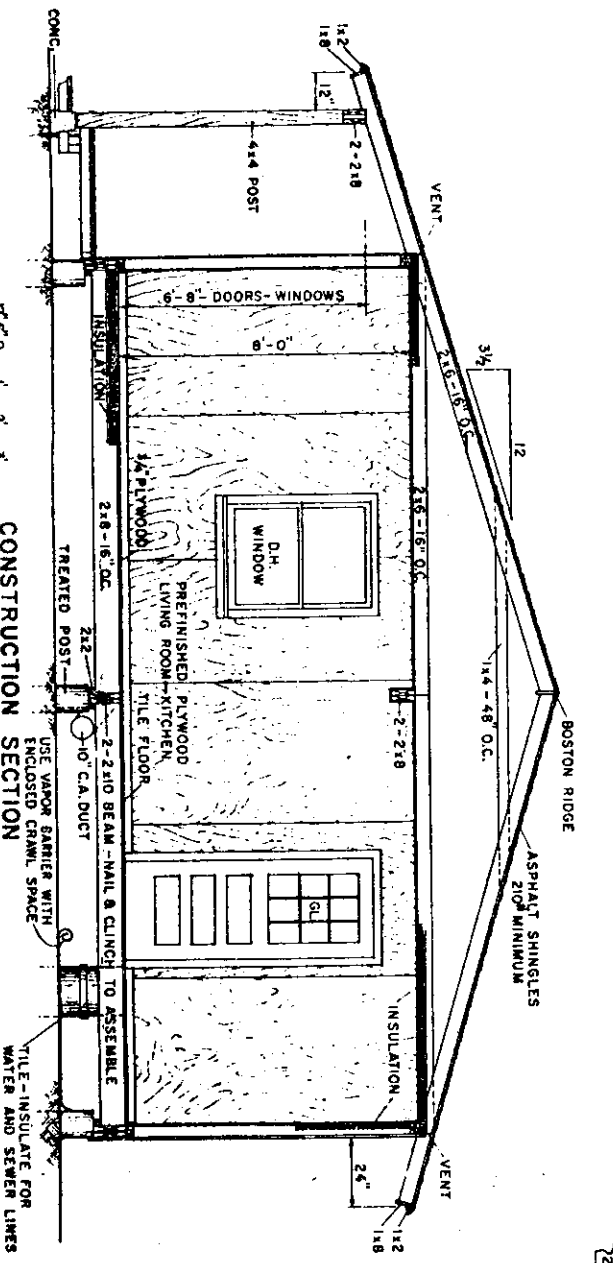 BOSTON RIDGE
ASPHALT SHINGLES
210# MINIMUM
12
3½
2x6-16" O.C.
1x4-48" O.C.
VENT
VENT
1x2
1x8
12"
2-2x8
2x6-16" O.C.
2-2x8
INSULATION
24"
1x2
1x8
4x4 POST
6'-8"-DOORS-WINDOWS
8'-0"
D.H.
WINDOW
GL.
PREFINISHED PLYWOOD
LIVING ROOM-KITCHEN
TILE FLOOR
¾" PLYWOOD
INSULATION
2x8-16" O.C.
2-2x10 BEAM-NAIL & CLINCH TO ASSEMBLE
2x2
TREATED POST
10" C.A. DUCT
CONC.
USE VAPOR BARRIER WITH
ENCLOSED CRAWL SPACE
TILE-INSULATE FOR
WATER AND SEWER LINES
CONSTRUCTION SECTION